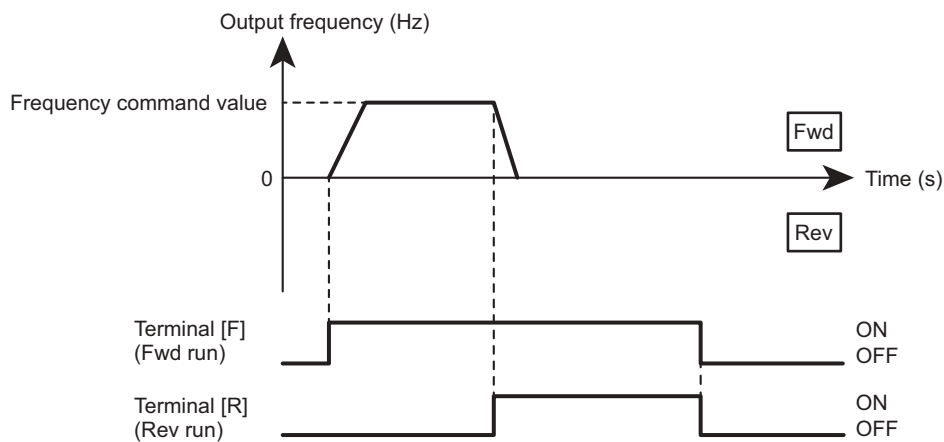 Output frequency (Hz)
Frequency command value
Fwd
0
Time (s)
Rev
Terminal [F]
(Fwd run)
ON
OFF
Terminal [R]
(Rev run)
ON
OFF